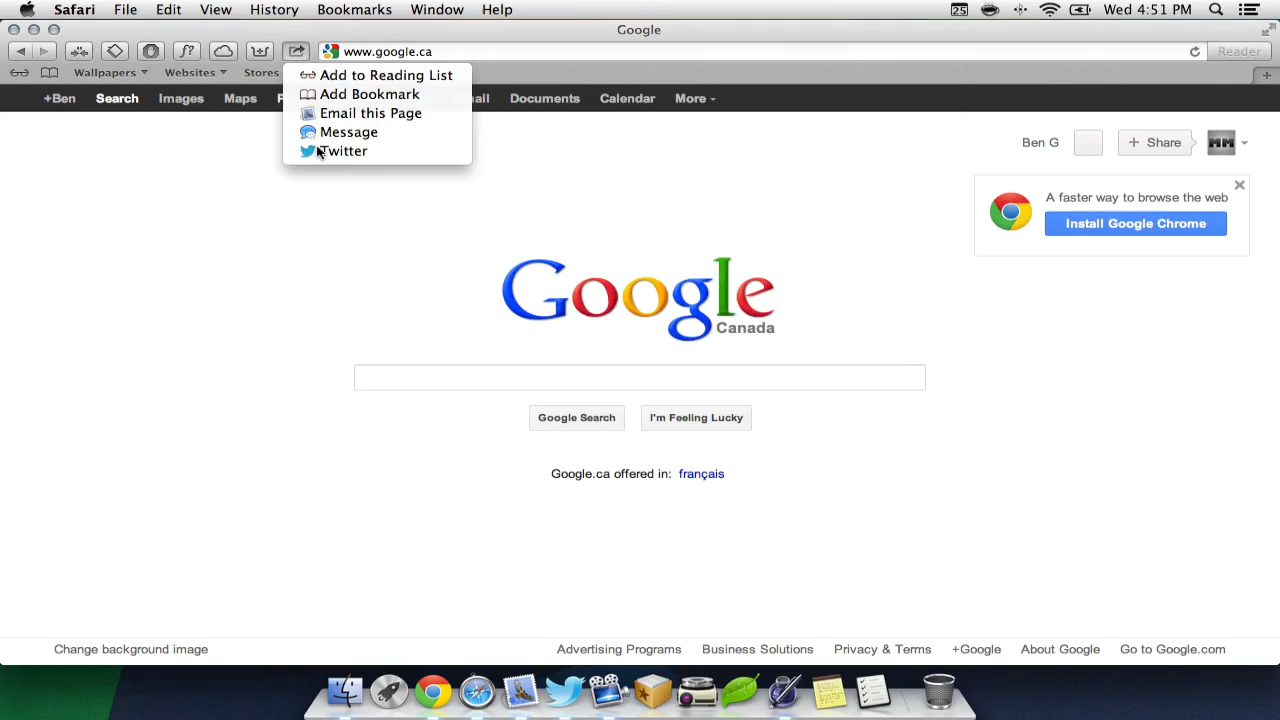 Safari File Edit View History Bookmarks Window Help 25 Wed 4:51 PM
Google
f? www.google.ca Reader
Wallpapers Websites Stores
Add to Reading List
Add Bookmark
Email this Page
Message
Twitter
+Ben Search Images Maps Documents Calendar More
Ben G + Share MM
A faster way to browse the web
Install Google Chrome
Google
Canada
Google Search I'm Feeling Lucky
Google.ca offered in: français
Change background image Advertising Programs Business Solutions Privacy & Terms +Google About Google Go to Google.com